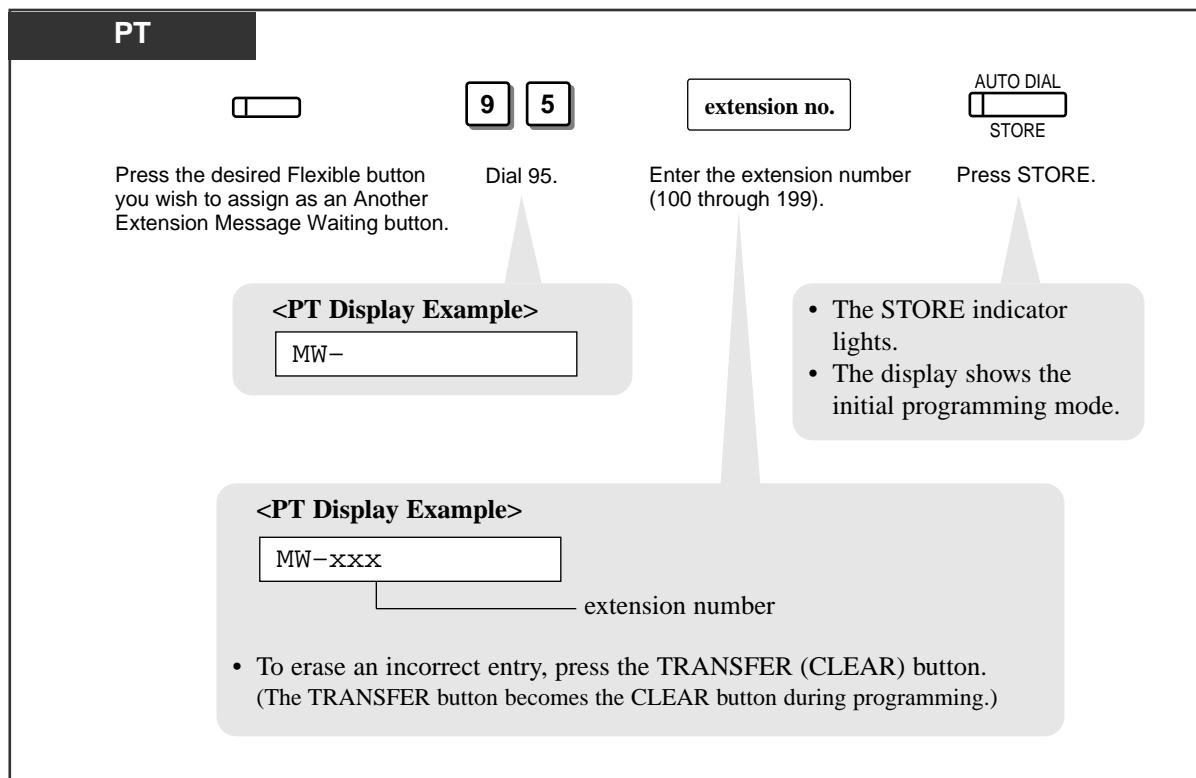 PT
9 5
extension no.
AUTO DIAL
STORE
Press the desired Flexible button
you wish to assign as an Another
Extension Message Waiting button.
Dial 95.
Enter the extension number
(100 through 199).
Press STORE.
<PT Display Example>
MW–
• The STORE indicator
lights.
• The display shows the
initial programming mode.
<PT Display Example>
MW–xxx
extension number
• To erase an incorrect entry, press the TRANSFER (CLEAR) button.
(The TRANSFER button becomes the CLEAR button during programming.)